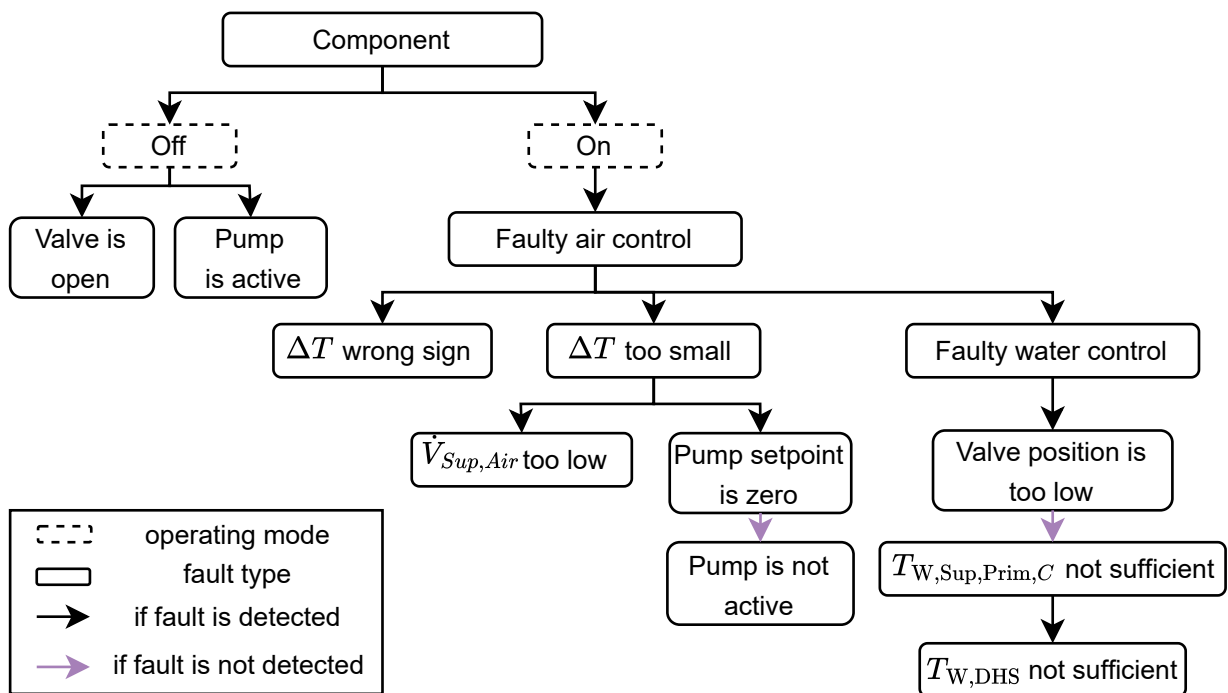 Component
Off
On
Valve is
open
Pump
is active
Faulty air control
ΔT wrong sign
ΔT too small
Faulty water control
V̇Sup,Air too low
Pump setpoint
is zero
Valve position is
too low
Pump is not
active
TW,Sup,Prim,C not sufficient
TW,DHS not sufficient
operating mode
fault type
if fault is detected
if fault is not detected